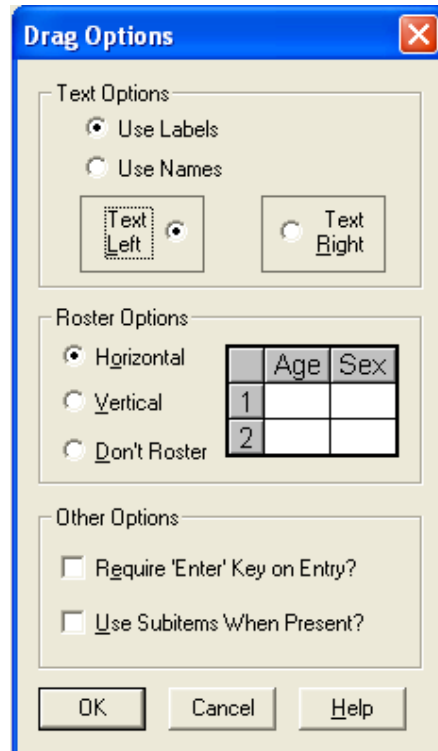 Drag Options
Text Options
Use Labels
Use Names
Text
Left
Text
Right
Roster Options
Horizontal
Vertical
Don't Roster
Age Sex
1
2
Other Options
Require 'Enter' Key on Entry?
Use Subitems When Present?
OK Cancel Help